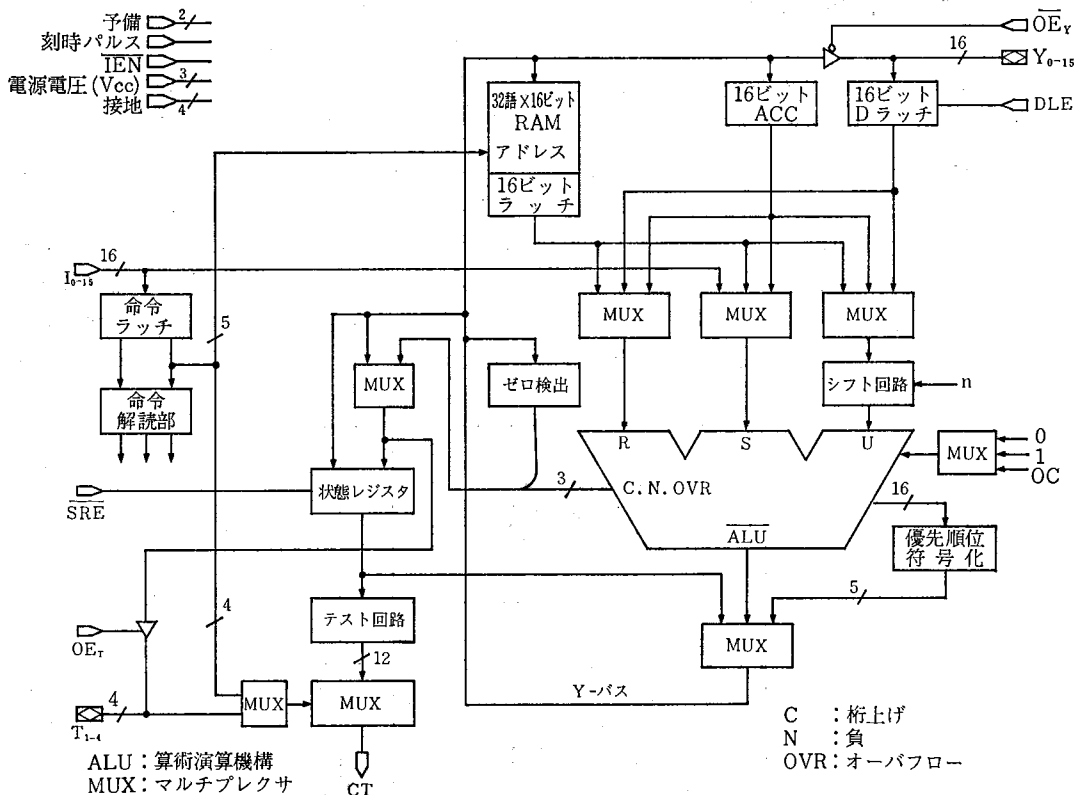 予備
2
刻時パルス
IEN
電源電圧(Vcc)
3
接地
4
OE_Y
16
Y₀₋₁₅
DLE
32語×16ビット
RAM
アドレス
16ビット
ラッチ
16ビット
ACC
16ビット
Dラッチ
I₀₋₁₅
16
命令
ラッチ
5
命令
解読部
MUX
ゼロ検出
MUX
MUX
MUX
シフト回路
n
R
S
U
MUX
0
1
OC
3
C.N.OVR
ALU
16
優先順位
符号化
5
SRE
状態レジスタ
テスト回路
12
4
OE_T
T₁₋₄
4
MUX
MUX
MUX
Y-バス
CT
C:桁上げ
N:負
OVR:オーバフロー
ALU:算術演算機構
MUX:マルチプレクサ